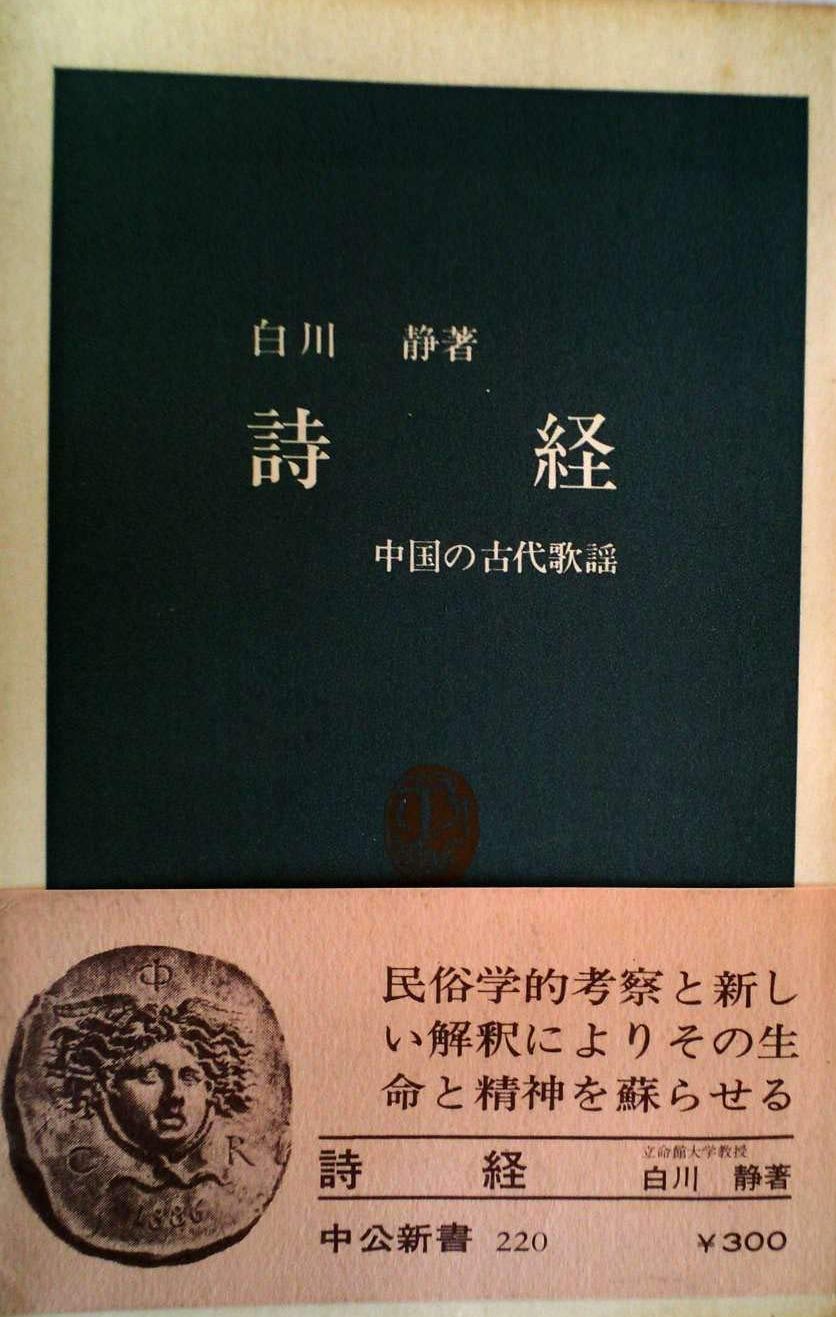 白川 静著
詩 経
中国の古代歌謡
民俗学的考察と新し
い解釈によりその生
命と精神を蘇らせる
詩 経
立命館大学教授
白川 静著
中公新書 220
¥300
Φ
C R
1886